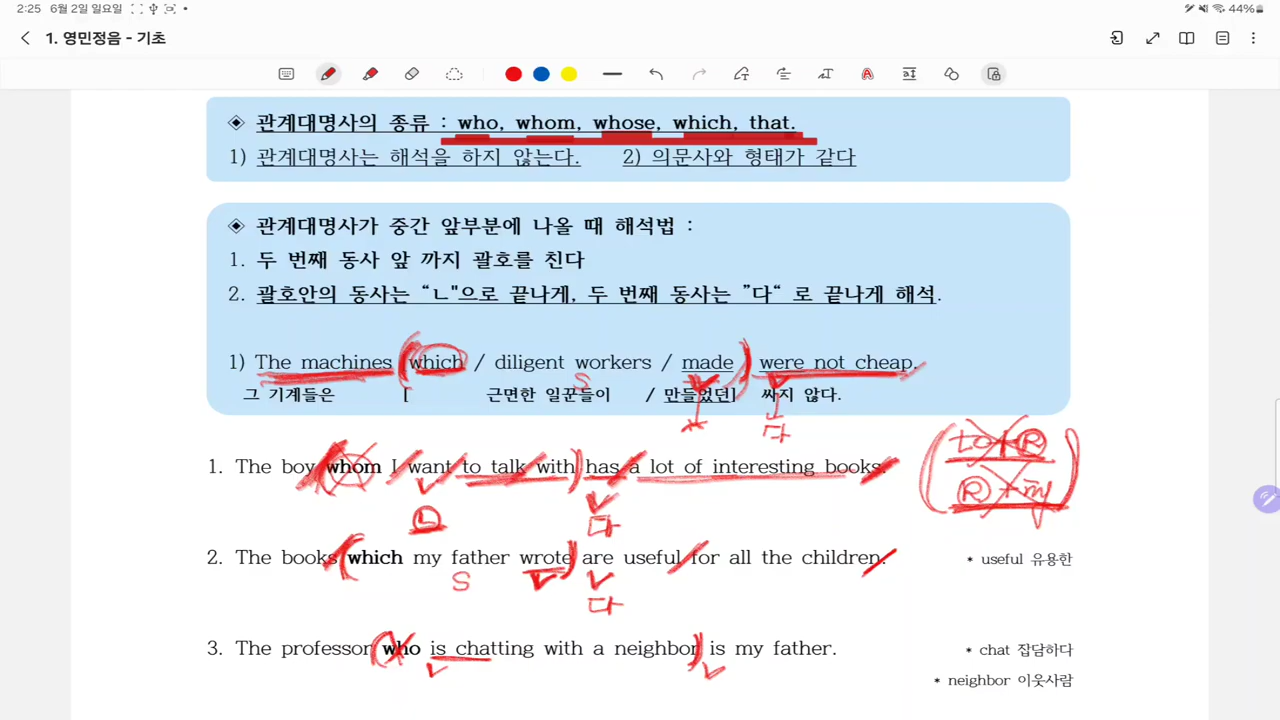 2:25 6월 2일 일요일 44%
1. 영민정음 - 기초
◈ 관계대명사의 종류 : who, whom, whose, which, that.
1) 관계대명사는 해석을 하지 않는다. 2) 의문사와 형태가 같다
◈ 관계대명사가 중간 앞부분에 나올 때 해석법 :
1. 두 번째 동사 앞 까지 괄호를 친다
2. 괄호안의 동사는 “ㄴ"으로 끝나게, 두 번째 동사는 ”다“ 로 끝나게 해석.
1) The machines (which / diligent workers / made) were not cheap.
S
그 기계들은 [ 근면한 일꾼들이 / 만들었던] 싸지 않다.
다
to+R
1. The boy whom I want to talk with) has a lot of interesting books.
R+ing
ㄴ 다
2. The books (which my father wrote) are useful for all the children. * useful 유용한
S
다
3. The professor (who is chatting with a neighbor) is my father. * chat 잡담하다
* neighbor 이웃사람